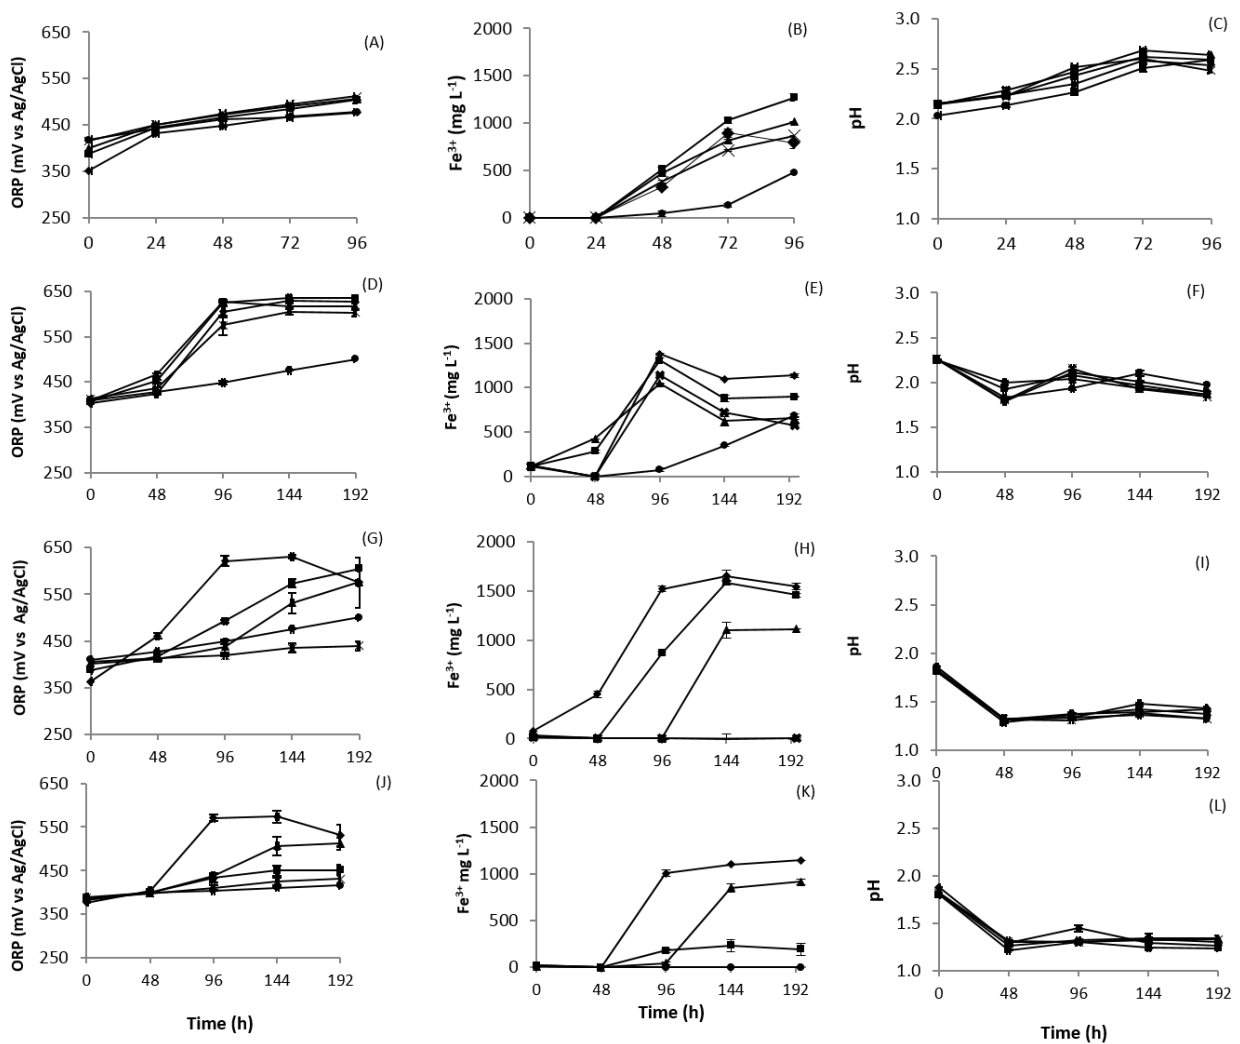 (A)
ORP (mV vs Ag/AgCl)
650
550
450
350
250
0 24 48 72 96
(B)
Fe³⁺ (mg L⁻¹)
2000
1500
1000
500
0
0 24 48 72 96
(C)
pH
3.0
2.5
2.0
1.5
1.0
0 24 48 72 96
(D)
ORP (mV vs Ag/AgCl)
650
550
450
350
250
0 48 96 144 192
(E)
Fe³⁺ (mg L⁻¹)
2000
1500
1000
500
0
0 48 96 144 192
(F)
pH
3.0
2.5
2.0
1.5
1.0
0 48 96 144 192
(G)
ORP (mV vs Ag/AgCl)
650
550
450
350
250
0 48 96 144 192
(H)
Fe³⁺ (mg L⁻¹)
2000
1500
1000
500
0
0 48 96 144 192
(I)
pH
3.0
2.5
2.0
1.5
1.0
0 48 96 144 192
(J)
ORP (mV vs Ag/AgCl)
650
550
450
350
250
0 48 96 144 192
Time (h)
(K)
Fe³⁺ mg L⁻¹)
2000
1500
1000
500
0
0 48 96 144 192
Time (h)
(L)
pH
3.0
2.5
2.0
1.5
1.0
0 48 96 144 192
Time (h)